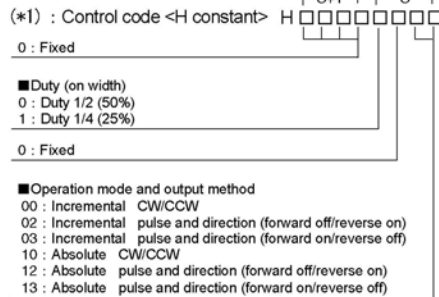 (*1) : Control code <H constant> H□□□□□□□□
0 : Fixed
■Duty (on width)
0 : Duty 1/2 (50%)
1 : Duty 1/4 (25%)
0 : Fixed
■Operation mode and output method
00 : Incremental CW/CCW
02 : Incremental pulse and direction (forward off/reverse on)
03 : Incremental pulse and direction (forward on/reverse off)
10 : Absolute CW/CCW
12 : Absolute pulse and direction (forward off/reverse on)
13 : Absolute pulse and direction (forward on/reverse off)